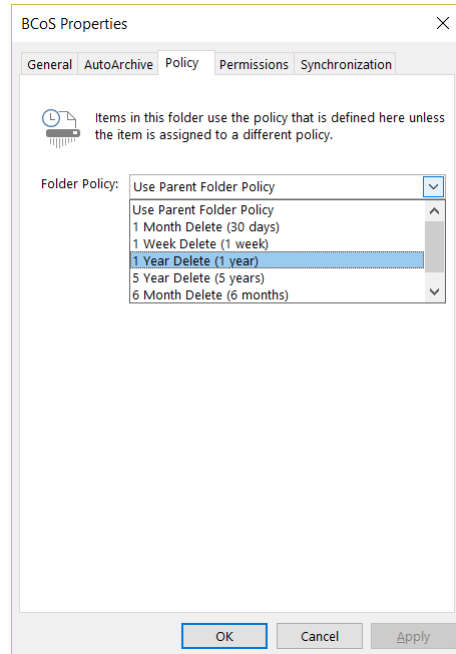 BCoS Properties
General AutoArchive Policy Permissions Synchronization
Items in this folder use the policy that is defined here unless
the item is assigned to a different policy.
Folder Policy: Use Parent Folder Policy
Use Parent Folder Policy
1 Month Delete (30 days)
1 Week Delete (1 week)
1 Year Delete (1 year)
5 Year Delete (5 years)
6 Month Delete (6 months)
OK Cancel Apply